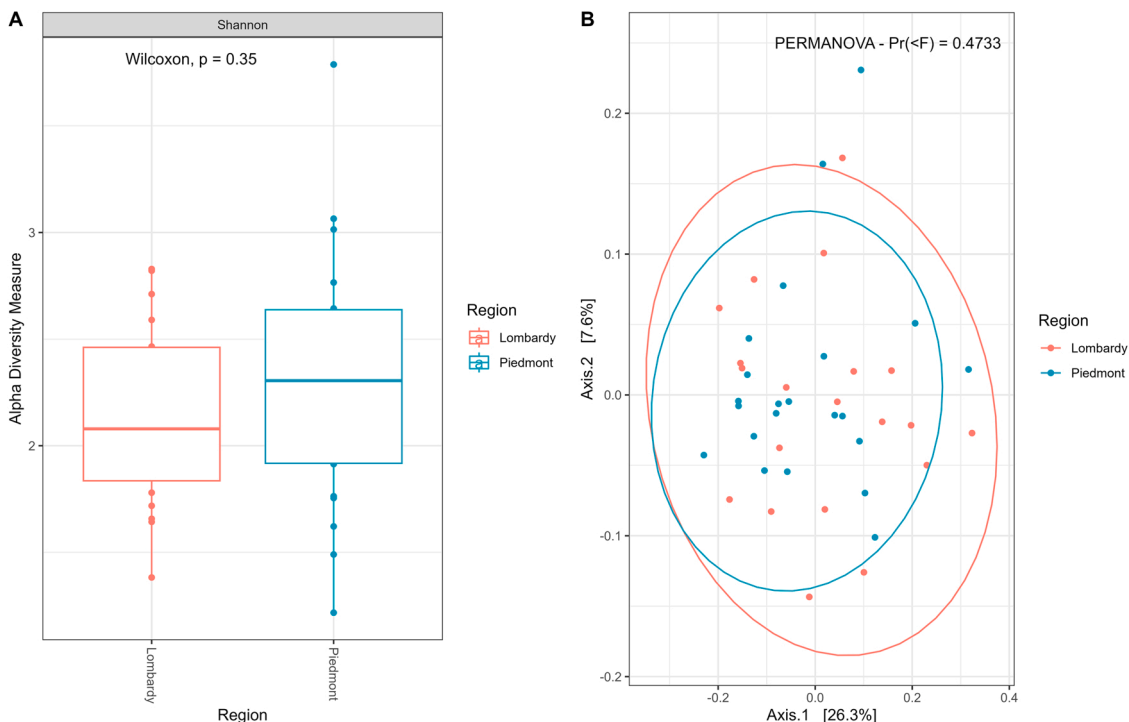 A
Shannon
Wilcoxon, p = 0.35
3
2
Alpha Diversity Measure
Lombardy
Piedmont
Region
Region
a Lombardy
a Piedmont
B
PERMANOVA - Pr(<F) = 0.4733
0.2
0.1
0.0
-0.1
-0.2
Axis.2 [7.6%]
-0.2
0.0
0.2
0.4
Axis.1 [26.3%]
Region
Lombardy
Piedmont